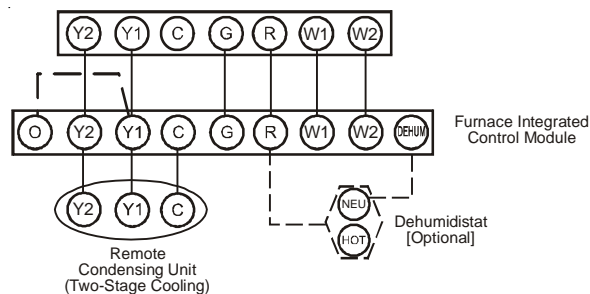 Y2 Y1 C G R W1 W2
O Y2 Y1 C G R W1 W2 DEHUM
Furnace Integrated
Control Module
Y2 Y1 C
NEU
HOT
Dehumidistat
[Optional]
Remote
Condensing Unit
(Two-Stage Cooling)